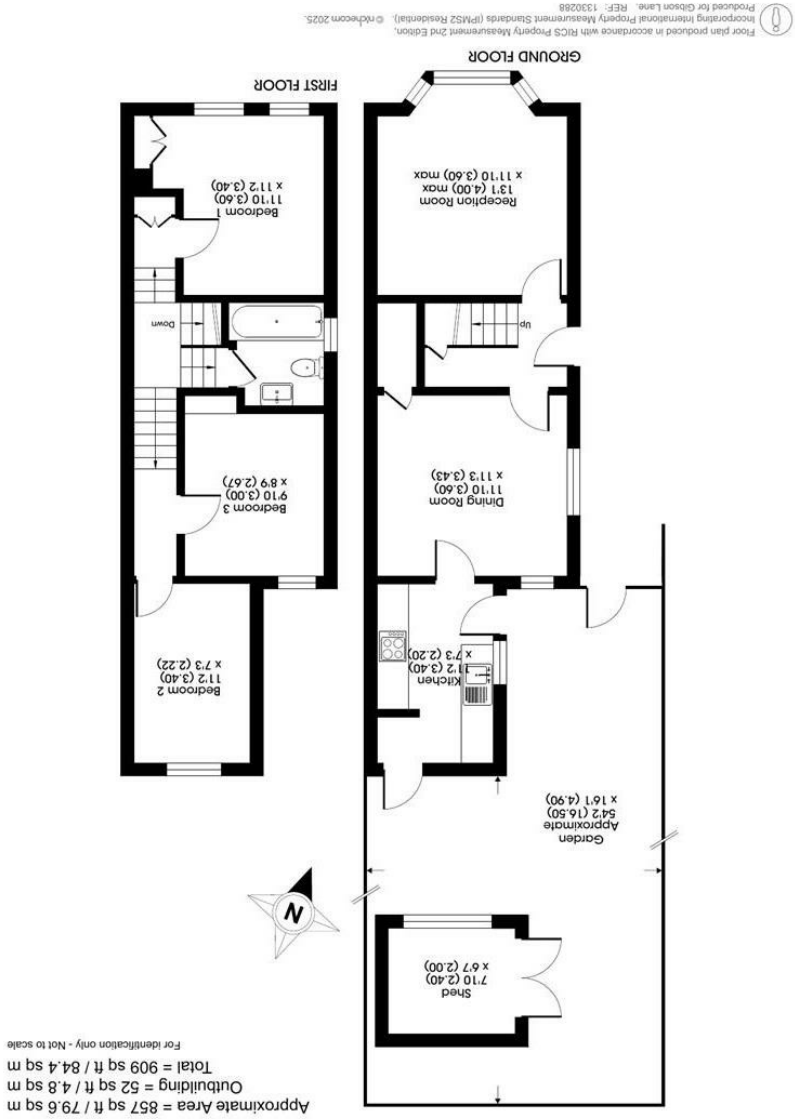 Approximate Area = 857 sq ft / 79.6 sq m
Outbuilding = 52 sq ft / 4.8 sq m
Total = 909 sq ft / 84.4 sq m
For identification only - Not to scale
Shed
7'10 (2.40)
x 6'7 (2.00)
N
Garden
Approximate
54'2 (16.50)
x 16'1 (4.90)
Kitchen
11'2 (3.40)
x 7'3 (2.20)
Bedroom 2
11'2 (3.40)
x 7'3 (2.22)
Dining Room
11'10 (3.60)
x 11'3 (3.43)
Bedroom 3
9'10 (3.00)
x 8'9 (2.67)
Up
Down
Reception Room
13'1 (4.00) max
x 11'10 (3.60) max
Bedroom 1
11'10 (3.60)
x 11'2 (3.40)
GROUND FLOOR
FIRST FLOOR
Floor plan produced in accordance with RICS Property Measurement 2nd Edition,
Incorporating International Property Measurement Standards (IPMS2 Residential). © nichecom 2025.
Produced for Gibson Lane. REF: 1330288